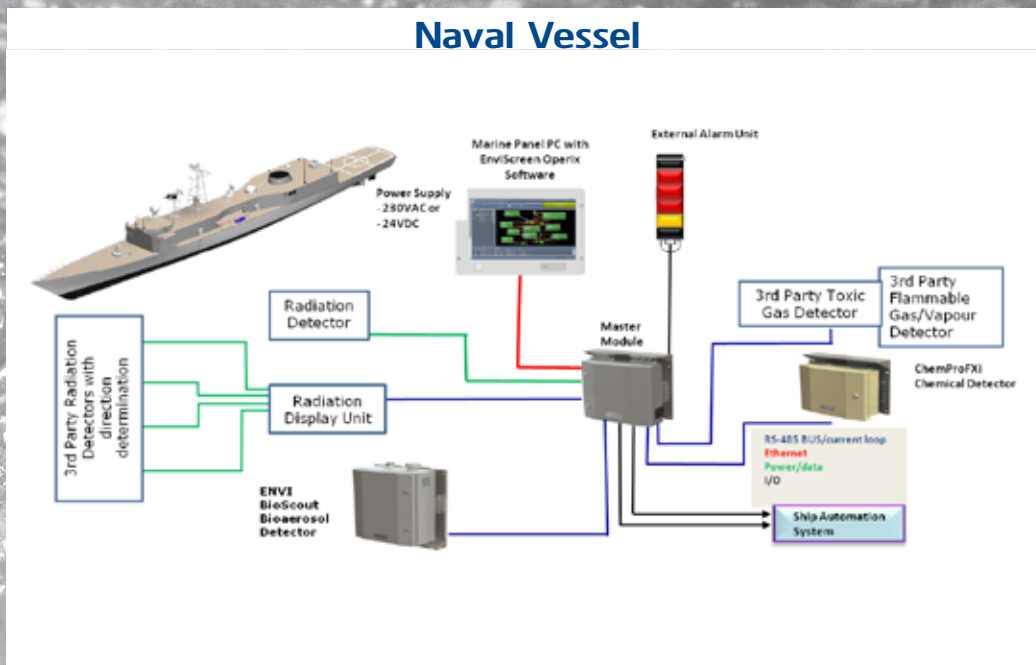 Naval Vessel
External Alarm Unit
Marine Panel PC with
EnviScreen Operix
Software
Power Supply
-230VAC or
-24VDC
Radiation
Detector
3rd Party Toxic
Gas Detector
3rd Party
Flammable
Gas/Vapour
Detector
Master
Module
ChemProFXi
Chemical Detector
3rd Party Radiation
Detectors with
direction
determination
Radiation
Display Unit
RS-485 BUS/current loop
Ethernet
Power/data
I/O
ENVI
BioScout
Bioaerosol
Detector
Ship Automation
System